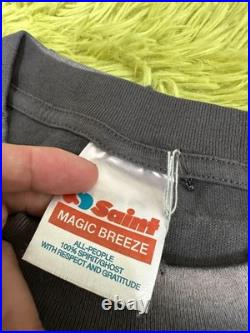 Saint
MAGIC BREEZE
ALL-PEOPLE
100% SPIRIT/GHOST
WITH RESPECT AND GRATITUDE